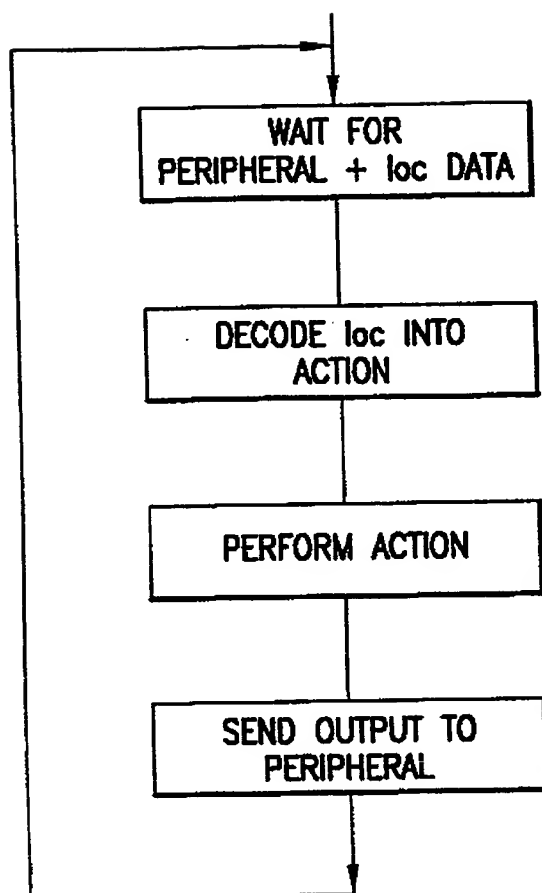 WAIT FOR
PERIPHERAL + loc DATA
DECODE loc INTO
ACTION
PERFORM ACTION
SEND OUTPUT TO
PERIPHERAL